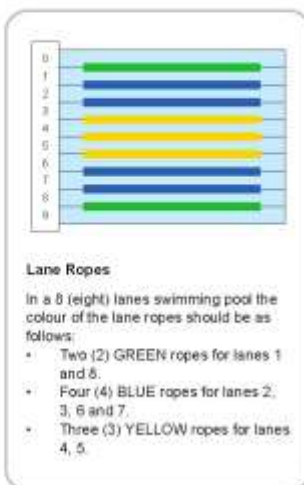 0
1
2
3
4
5
6
7
8
9
Lane Ropes
In a 8 (eight) lanes swimming pool the
colour of the lane ropes should be as
follows:
• Two (2) GREEN ropes for lanes 1
and 8.
• Four (4) BLUE ropes for lanes 2,
3, 6 and 7.
• Three (3) YELLOW ropes for lanes
4, 5.